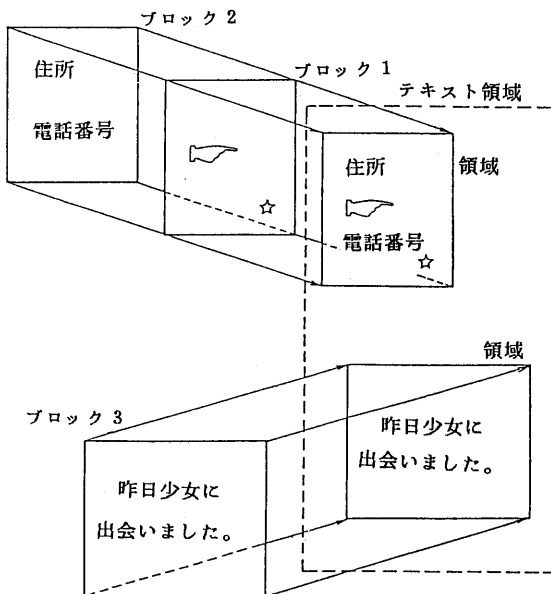 ブロック 2
ブロック 1
テキスト領域
住所
電話番号
住所
電話番号
領域
領域
ブロック 3
昨日少女に
出会いました。
昨日少女に
出会いました。